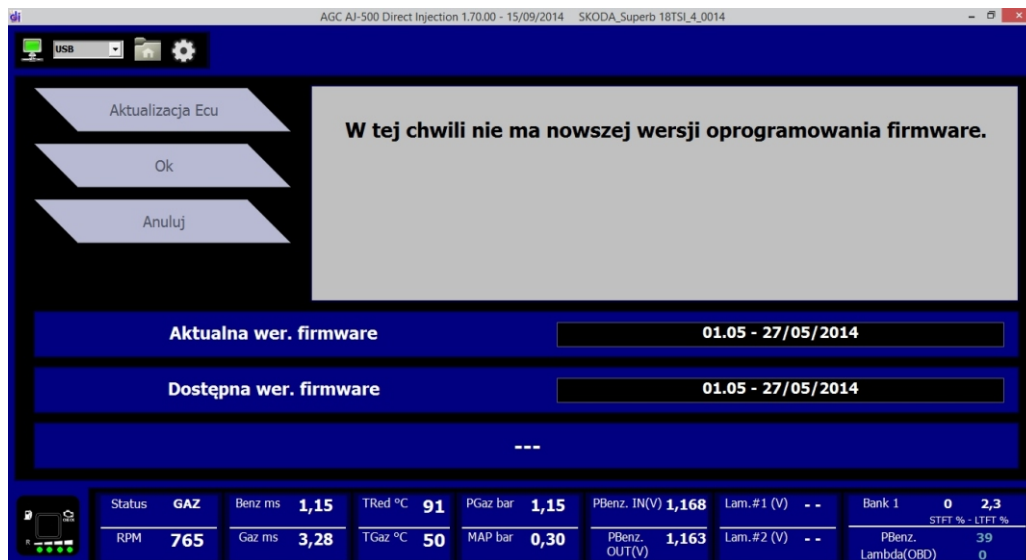 AGC AJ-500 Direct Injection 1.70.00 - 15/09/2014 SKODA_Superb 18TSI_4_0014
USB
Aktualizacja Ecu
Ok
Anuluj
W tej chwili nie ma nowszej wersji oprogramowania firmware.
Aktualna wer. firmware 01.05 - 27/05/2014
Dostępna wer. firmware 01.05 - 27/05/2014
---
Status GAZ Benz ms 1,15 TRed °C 91 PGaz bar 1,15 PBenz. IN(V) 1,168 Lam.#1 (V) - - Bank 1 0 2,3
STFT % - LTFT %
RPM 765 Gaz ms 3,28 TGaz °C 50 MAP bar 0,30 PBenz. OUT(V) 1,163 Lam.#2 (V) - - PBenz. 39
Lambda(OBD) 0